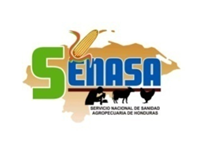 SENASA
SERVICIO NACIONAL DE SANIDAD
AGROPECUARIA DE HONDURAS